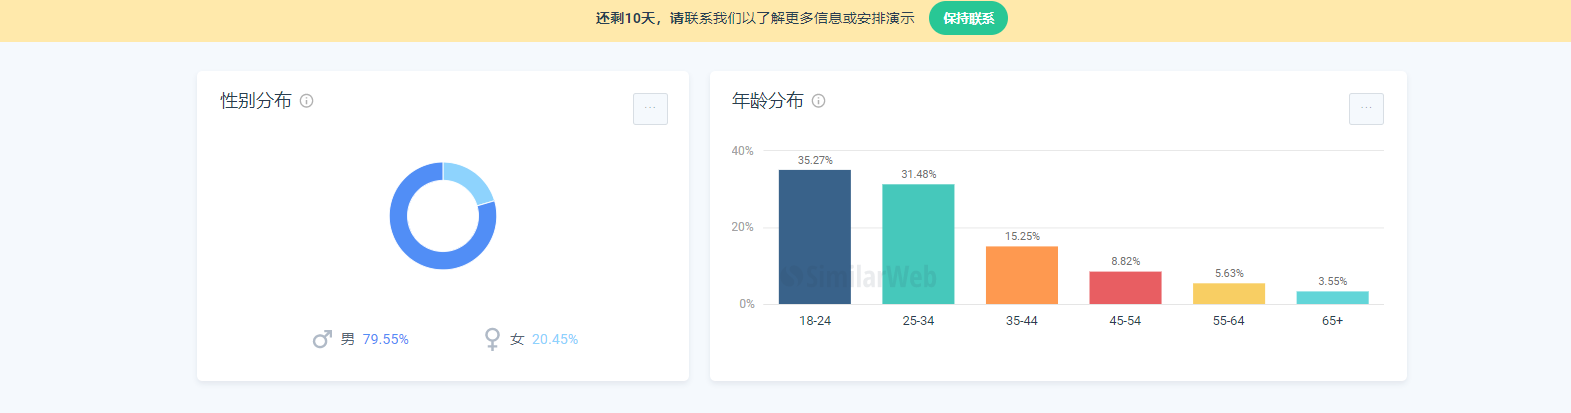 还剩10天，请联系我们以了解更多信息或安排演示 保持联系
性别分布
男 79.55% 女 20.45%
年龄分布
40%
20%
0%
35.27% 31.48% 15.25% 8.82% 5.63% 3.55%
SimilarWeb
18-24 25-34 35-44 45-54 55-64 65+